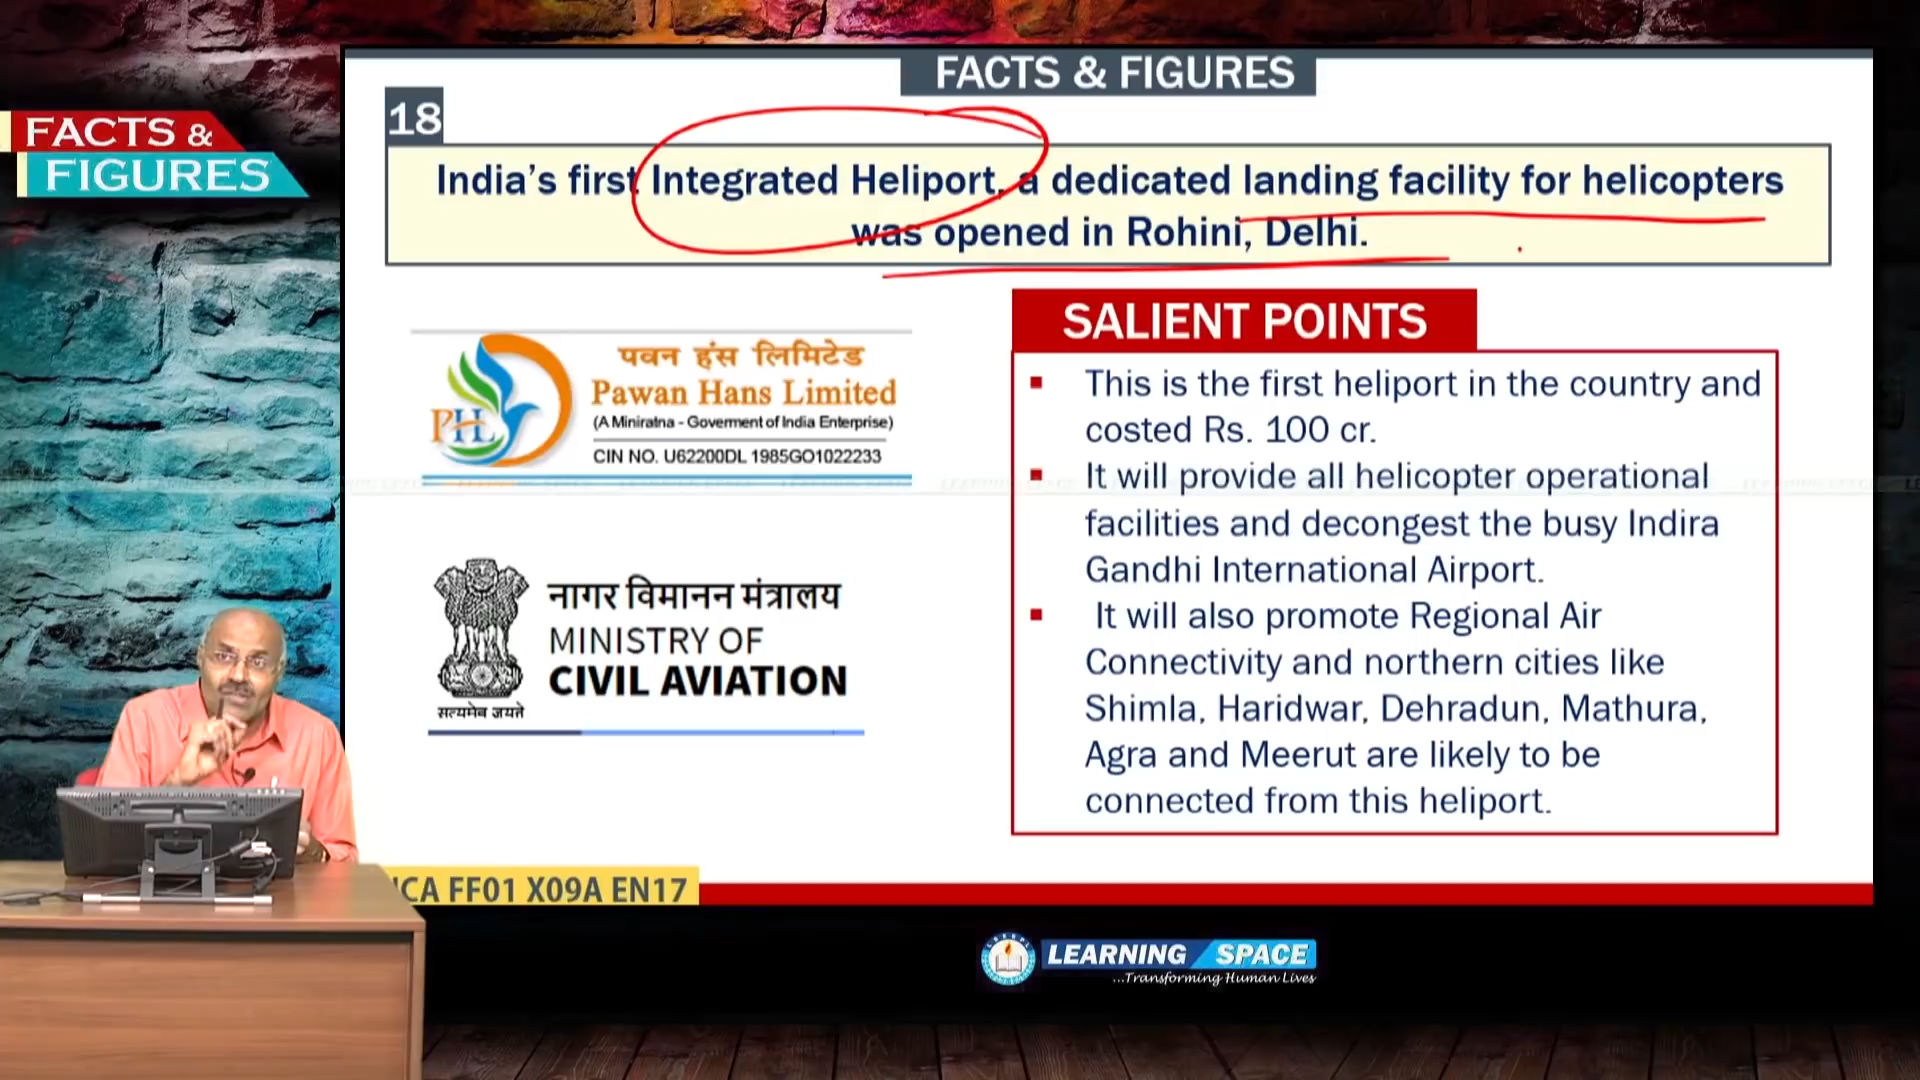 FACTS & FIGURES
FACTS &
FIGURES
18
India's first Integrated Heliport, a dedicated landing facility for helicopters
was opened in Rohini, Delhi.
पवन हंस लिमिटेड
Pawan Hans Limited
(A Miniratna - Goverment of India Enterprise)
PHL
CIN NO. U62200DL 1985GO1022233
नागर विमानन मंत्रालय
MINISTRY OF
CIVIL AVIATION
सत्यमेव जयते
SALIENT POINTS
▪ This is the first heliport in the country and
costed Rs. 100 cr.
▪ It will provide all helicopter operational
facilities and decongest the busy Indira
Gandhi International Airport.
▪ It will also promote Regional Air
Connectivity and northern cities like
Shimla, Haridwar, Dehradun, Mathura,
Agra and Meerut are likely to be
connected from this heliport.
CA FF01 X09A EN17
LEARNING SPACE
...Transforming Human Lives